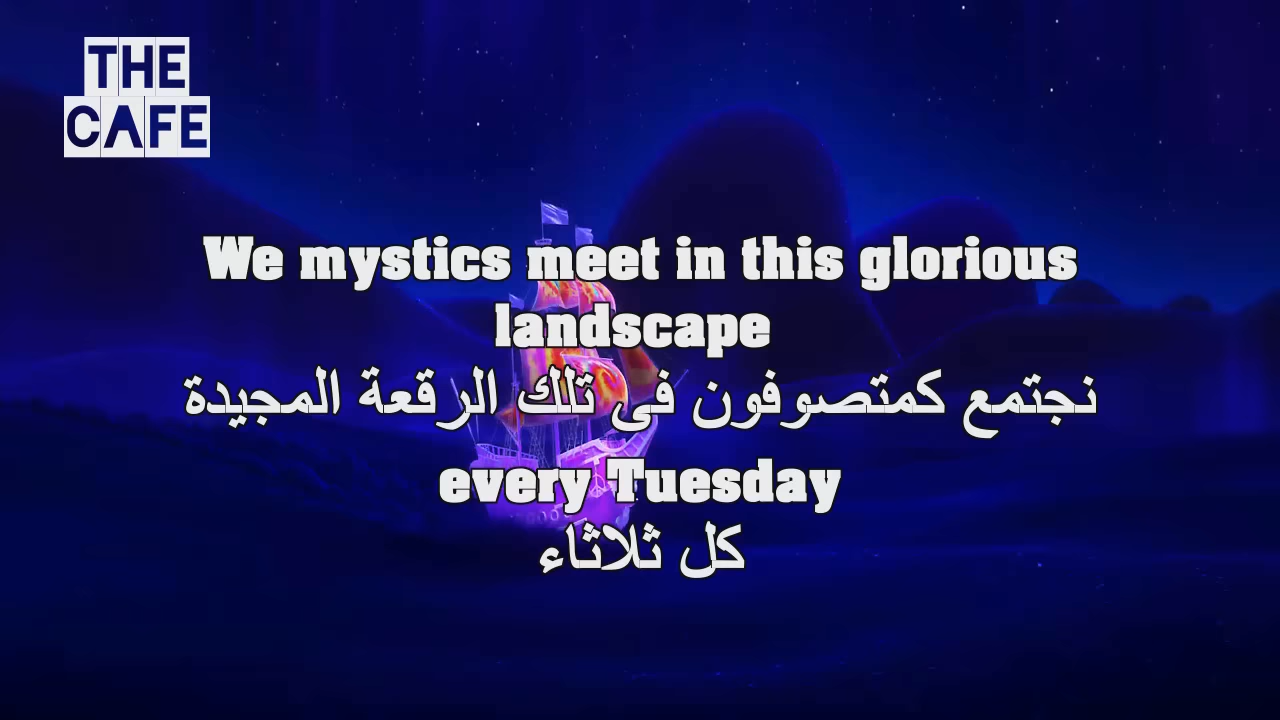 THE
CAFE
We mystics meet in this glorious
landscape
نجتمع كمتصوفون فى تلك الرقعة المجيدة
every Tuesday
كل ثلاثاء